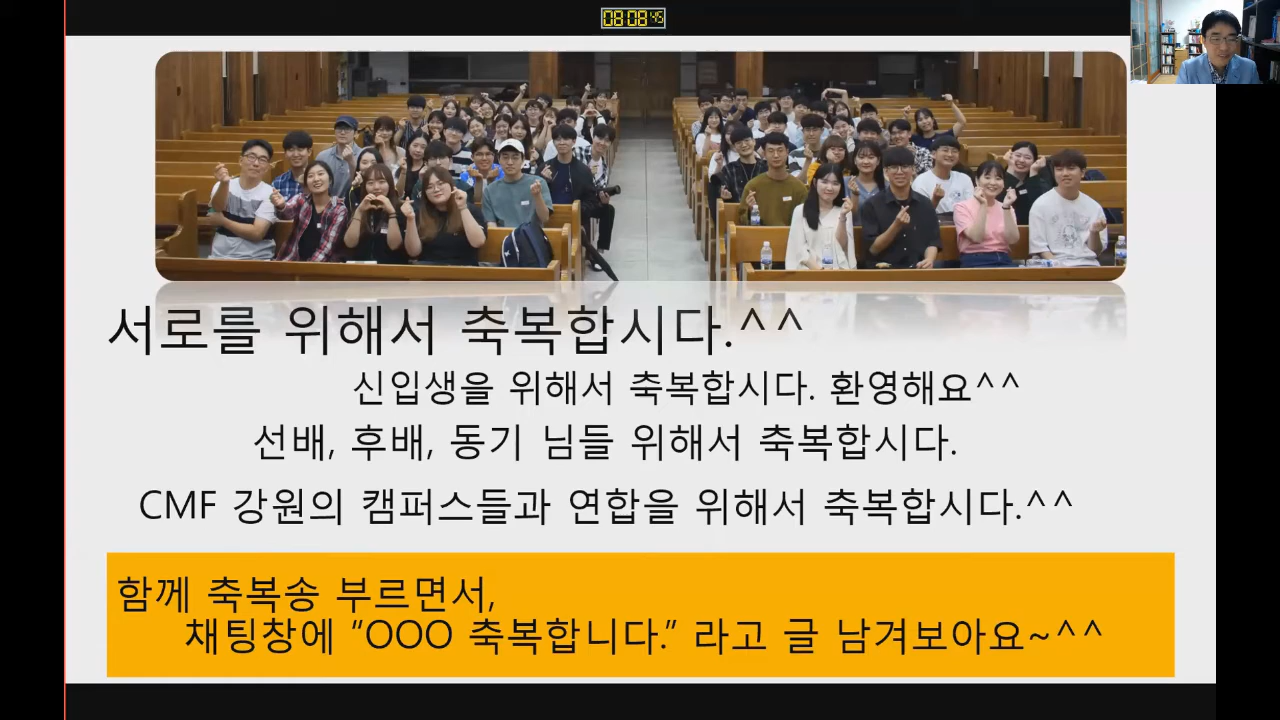 08:08 45
서로를 위해서 축복합시다.^^
신입생을 위해서 축복합시다. 환영해요^^
선배, 후배, 동기 님들 위해서 축복합시다.
CMF 강원의 캠퍼스들과 연합을 위해서 축복합시다.^^
함께 축복송 부르면서,
채팅창에 “OOO 축복합니다.” 라고 글 남겨보아요~^^